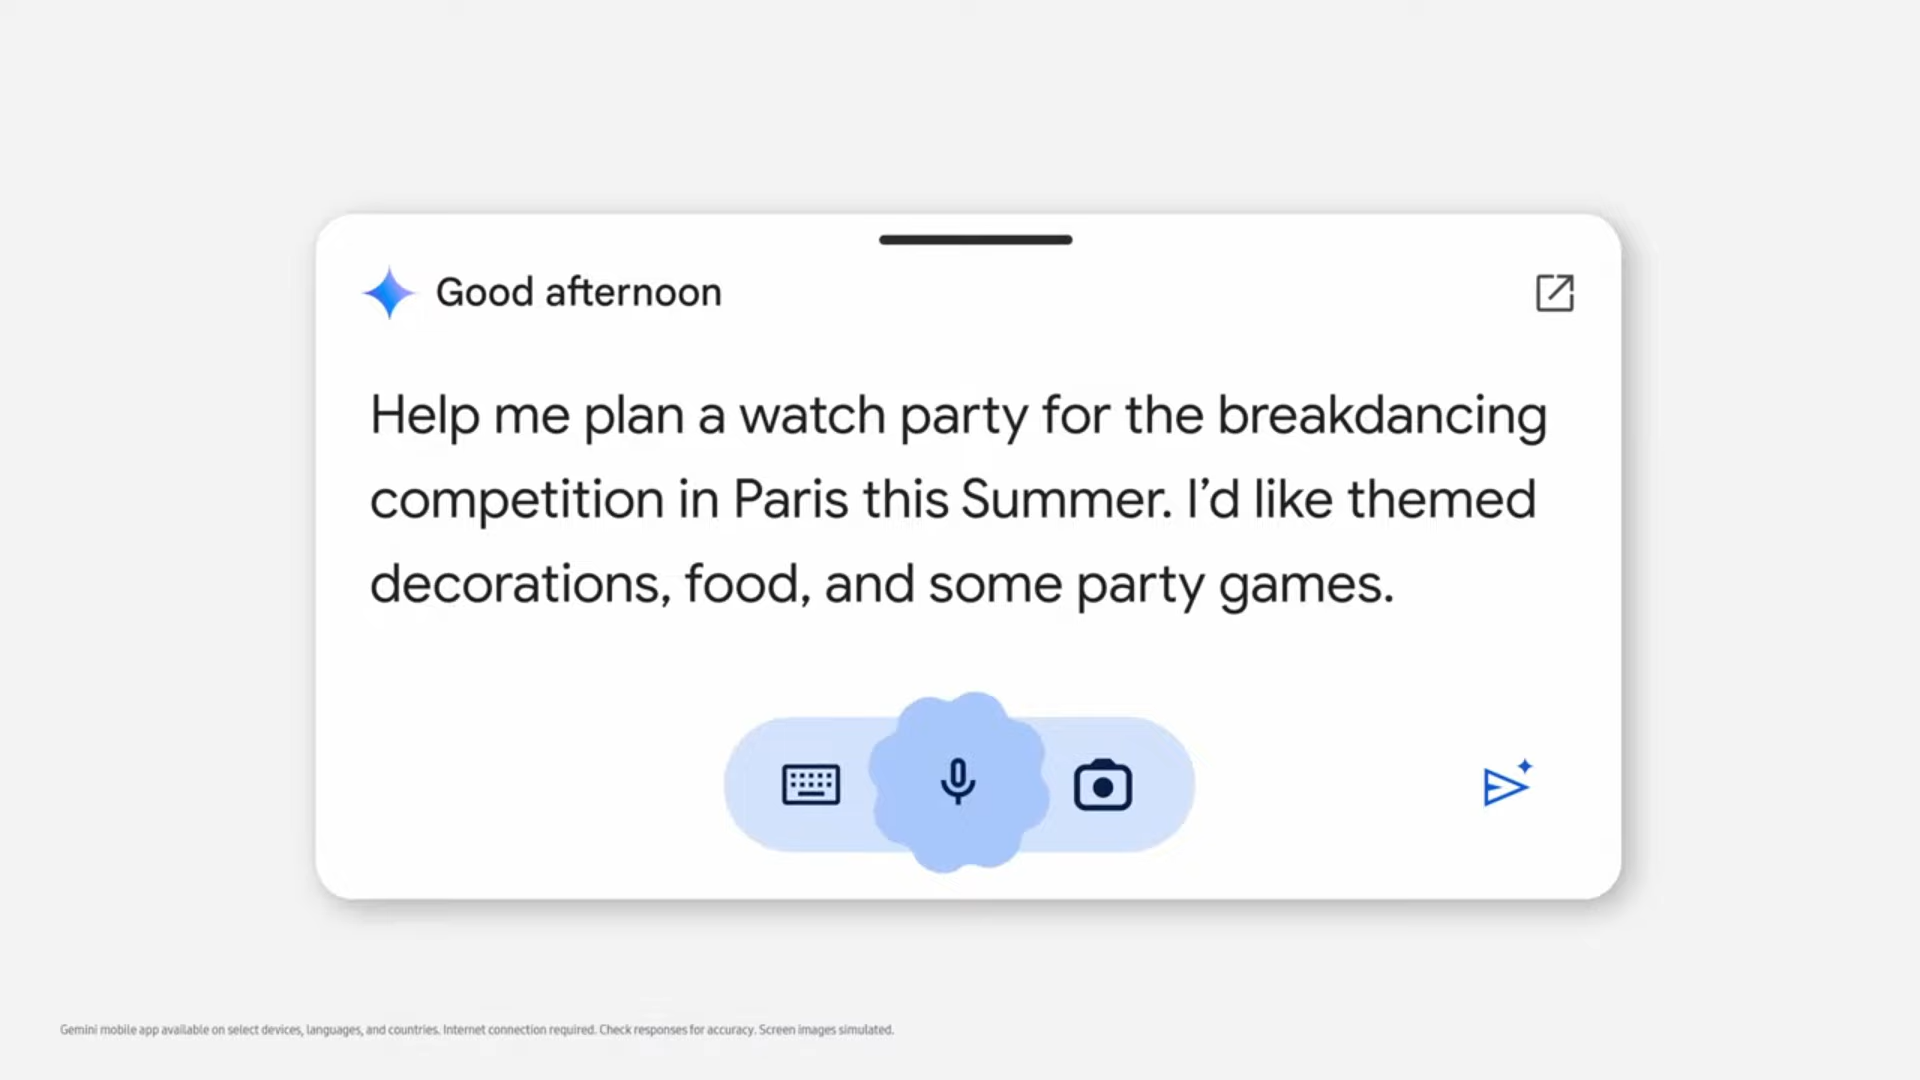 Good afternoon
Help me plan a watch party for the breakdancing
competition in Paris this Summer. I’d like themed
decorations, food, and some party games.
Gemini mobile app available on select devices, languages, and countries. Internet connection required. Check responses for accuracy. Screen images simulated.